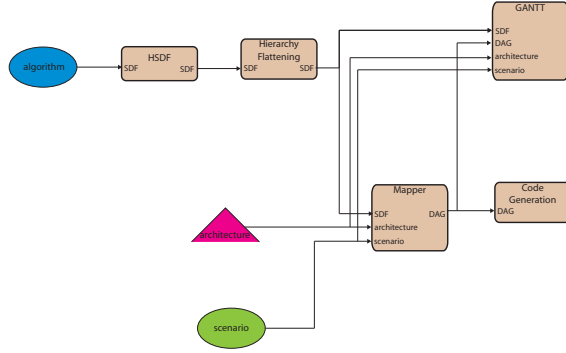 GANTT
SDF
DAG
architecture
scenario
algorithm
HSDF
SDF
SDF
Hierarchy
Flattening
SDF
SDF
Mapper
SDF
DAG
architecture
scenario
Code
Generation
DAG
architecture
scenario